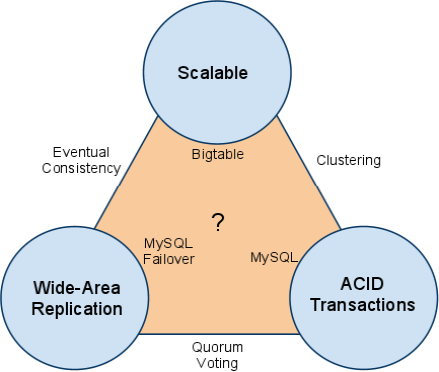 Scalable
Bigtable
Eventual
Consistency
Clustering
?
MySQL
Failover
MySQL
Wide-Area
Replication
ACID
Transactions
Quorum
Voting